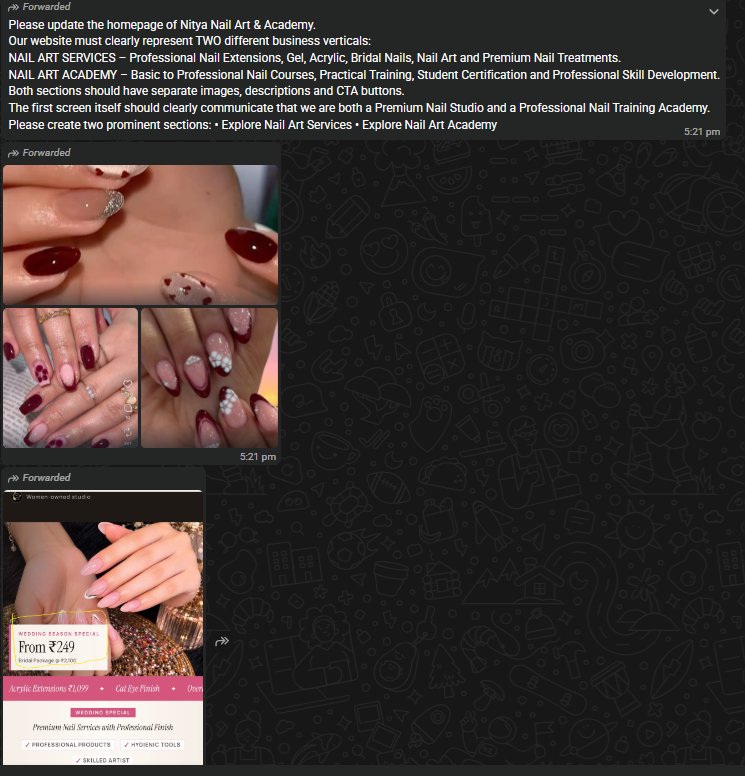 Forwarded
Please update the homepage of Nitya Nail Art & Academy.
Our website must clearly represent TWO different business verticals:
NAIL ART SERVICES – Professional Nail Extensions, Gel, Acrylic, Bridal Nails, Nail Art and Premium Nail Treatments.
NAIL ART ACADEMY – Basic to Professional Nail Courses, Practical Training, Student Certification and Professional Skill Development.
Both sections should have separate images, descriptions and CTA buttons.
The first screen itself should clearly communicate that we are both a Premium Nail Studio and a Professional Nail Training Academy.
Please create two prominent sections: • Explore Nail Art Services • Explore Nail Art Academy
5:21 pm
Forwarded
5:21 pm
Forwarded
Women-owned studio
WEDDING SEASON SPECIAL
From ₹249
Bridal Package @ ₹2,100
Acrylic Extensions ₹1,099 ✦ Cat Eye Finish ✦ Over
WEDDING SPECIAL
Premium Nail Services with Professional Finish
✓ PROFESSIONAL PRODUCTS ✓ HYGIENIC TOOLS
✓ SKILLED ARTIST